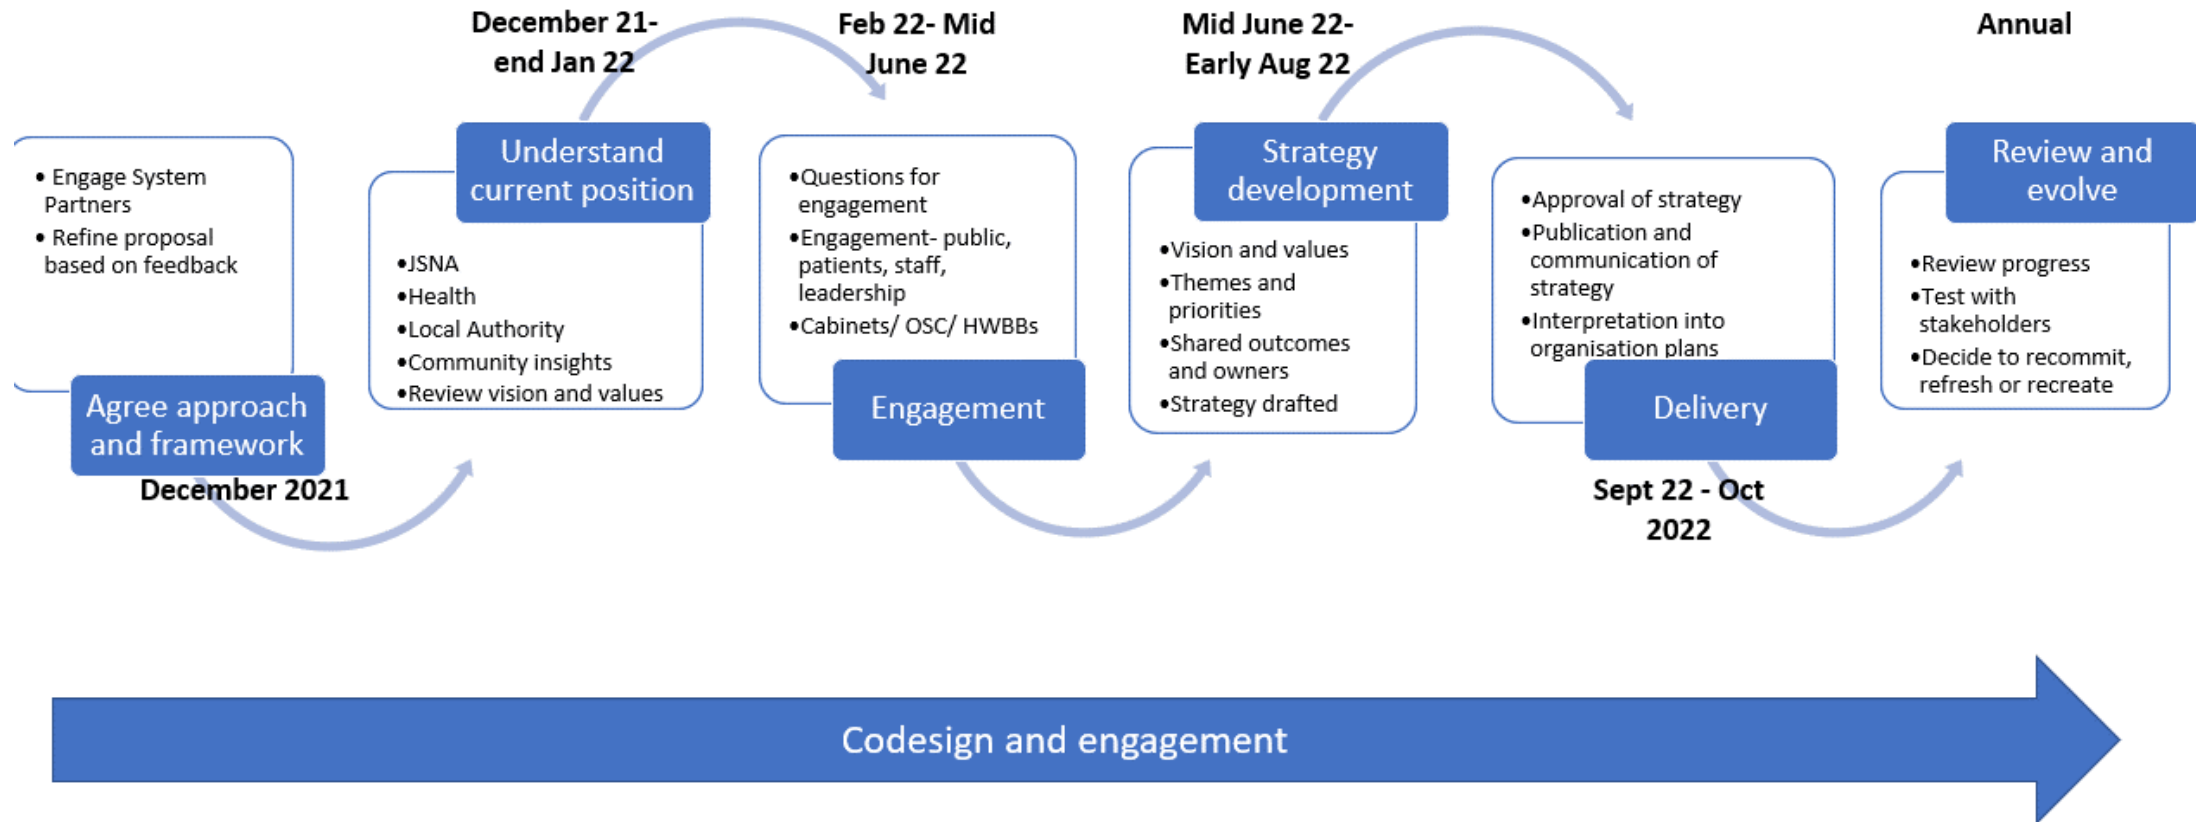 December 2021
Agree approach
and framework
• Engage System
Partners
• Refine proposal
based on feedback
December 21-
end Jan 22
Understand
current position
•JSNA
•Health
•Local Authority
•Community insights
•Review vision and values
Feb 22- Mid
June 22
•Questions for
engagement
•Engagement- public,
patients, staff,
leadership
•Cabinets/ OSC/ HWBBs
Engagement
Mid June 22-
Early Aug 22
Strategy
development
•Vision and values
•Themes and
priorities
•Shared outcomes
and owners
•Strategy drafted
•Approval of strategy
•Publication and
communication of
strategy
•Interpretation into
organisation plans
Delivery
Sept 22 - Oct
2022
Annual
Review and
evolve
•Review progress
•Test with
stakeholders
•Decide to recommit,
refresh or recreate
Codesign and engagement